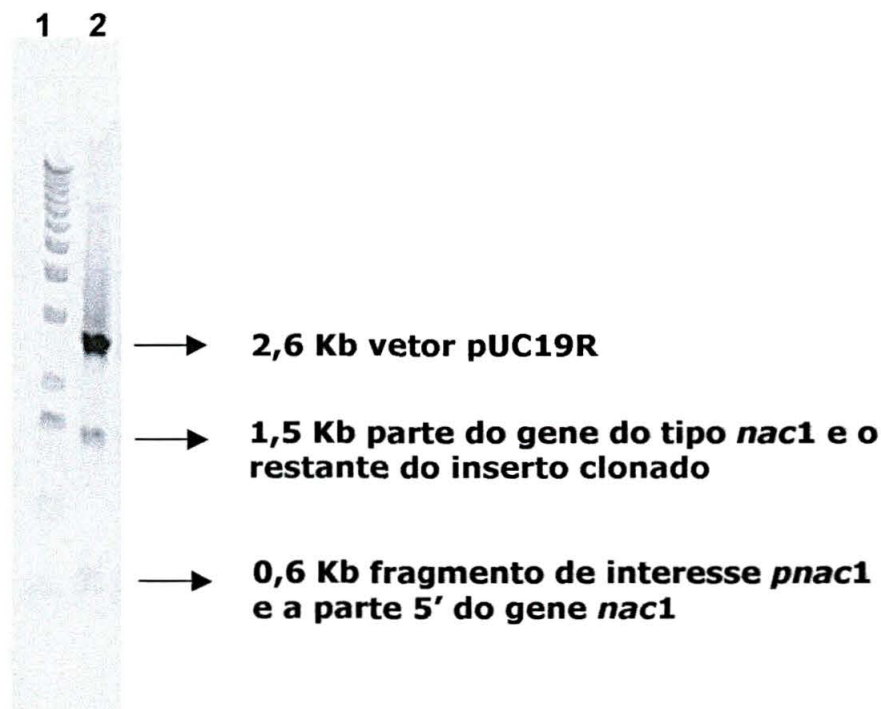 1 2
2,6 Kb vetor pUC19R
1,5 Kb parte do gene do tipo nac1 e o
restante do inserto clonado
0,6 Kb fragmento de interesse pnac1
e a parte 5' do gene nac1